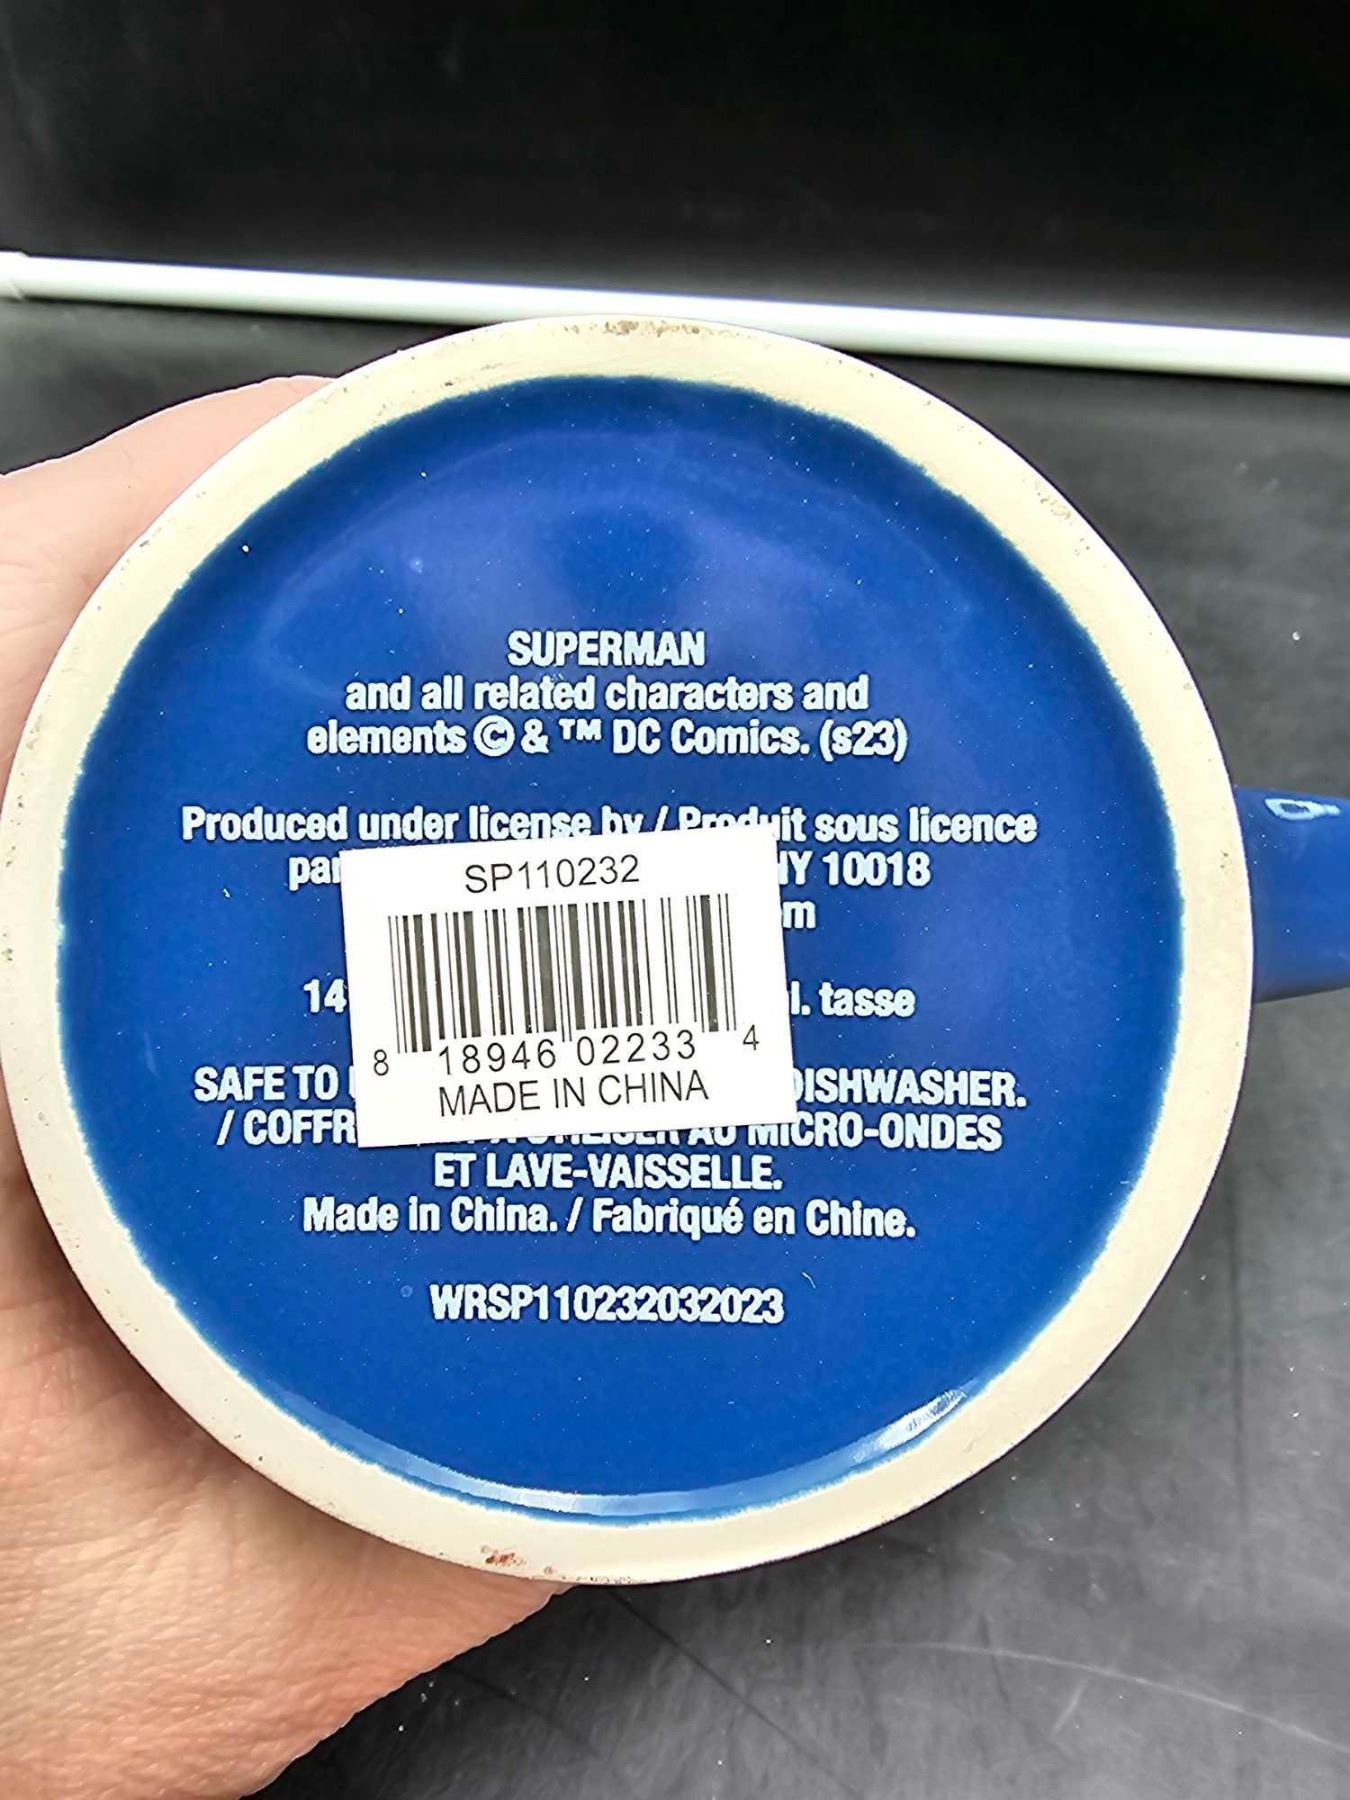 SUPERMAN
and all related characters and
elements © & ™ DC Comics. (s23)
Produced under license by / Produit sous licence
NY 10018
SP110232
14
l. tasse
8 18946 02233 4
MADE IN CHINA
SAFE TO DISHWASHER.
/ AU MICRO-ONDES
ET LAVE-VAISSELLE.
Made in China. / Fabriqué en Chine.
WRSP110232032023